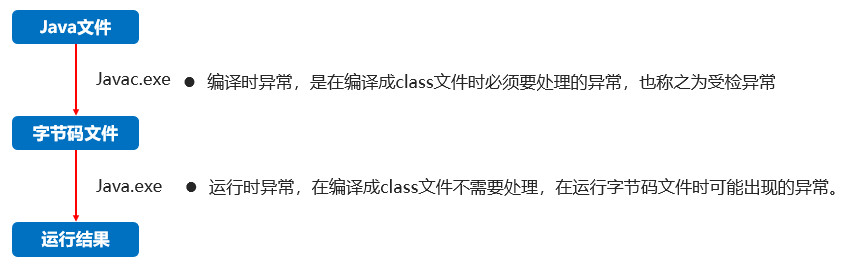 Java文件
Javac.exe ● 编译时异常，是在编译成class文件时必须要处理的异常，也称之为受检异常
字节码文件
Java.exe ● 运行时异常，在编译成class文件不需要处理，在运行字节码文件时可能出现的异常。
运行结果